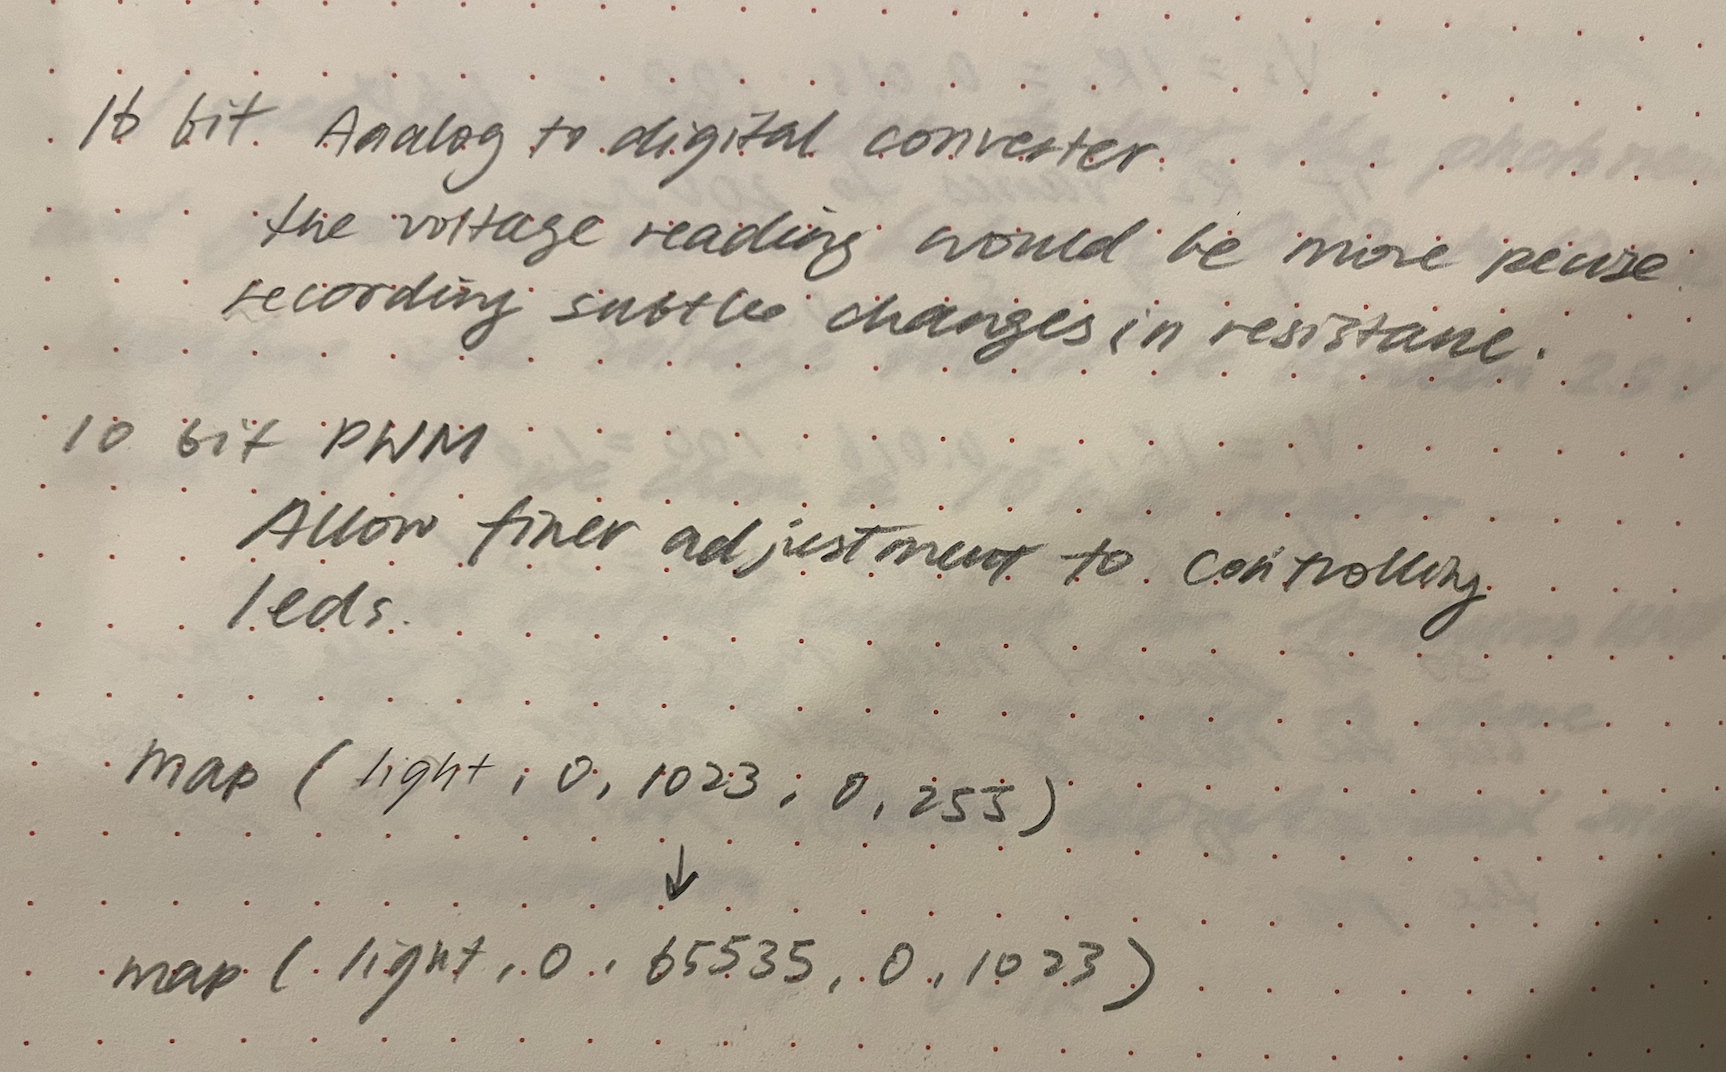 16 bit Analog to digital converter.
the voltage reading would be more pecise
recording subtle changes in resistane.
10 bit PWM
Allow finer adjustment to controlling
leds.
map ( light, 0, 1023, 0, 255)
↓
map ( light, 0, 65535, 0, 1023)